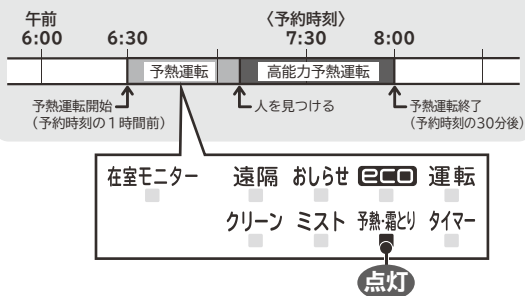 午前 〈予約時刻〉
6:00 6:30 7:30 8:00
予熱運転 高能力予熱運転
予熱運転開始 人を見つける 予熱運転終了
(予約時刻の1時間前) (予約時刻の30分後)
在室モニター 遠隔 おしらせ eco 運転
クリーン ミスト 予熱・霜とり タイマー
点灯